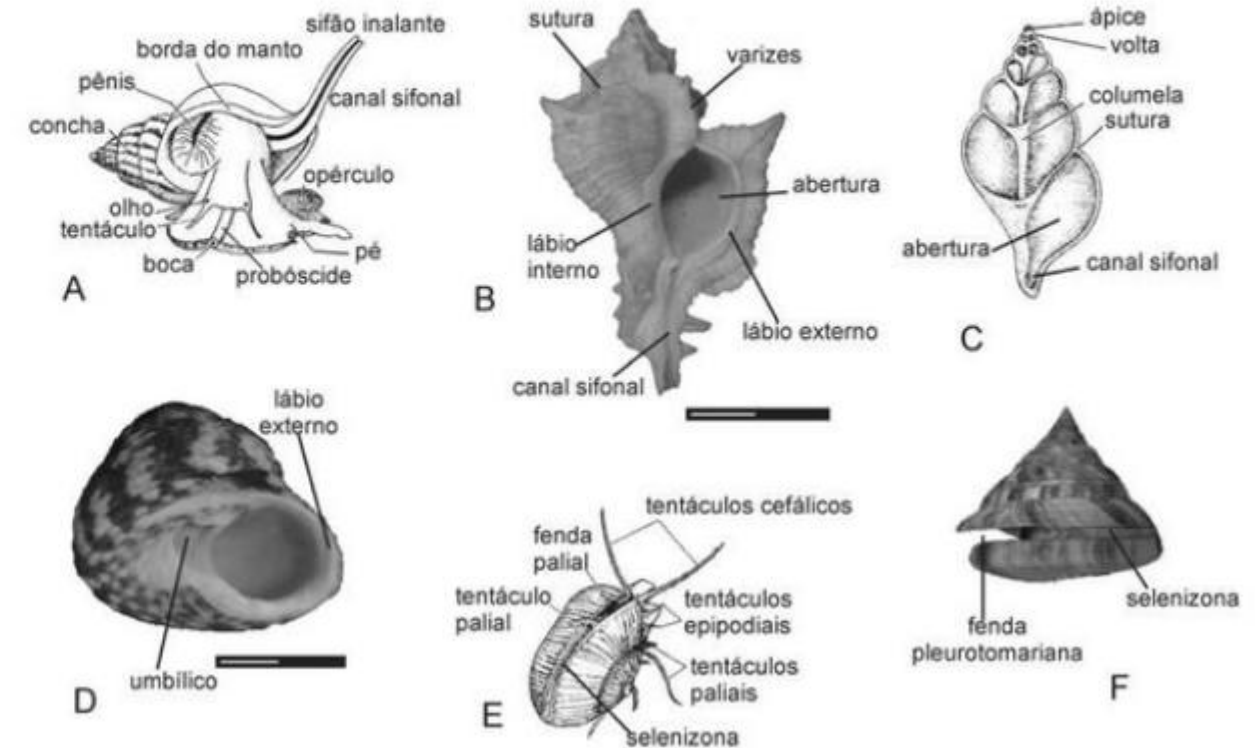 sifão inalante
borda do manto
pênis
canal sifonal
concha
opérculo
olho
tentáculo
pé
boca
probóscide
A
sutura
varizes
abertura
lábio
interno
B
lábio externo
canal sifonal
ápice
volta
columela
sutura
abertura
canal sifonal
C
lábio
externo
umbílico
D
tentáculos cefálicos
fenda
palial
tentáculo
palial
tentáculos
epipodiais
tentáculos
paliais
E
selenizona
selenizona
fenda
pleurotomariana
F